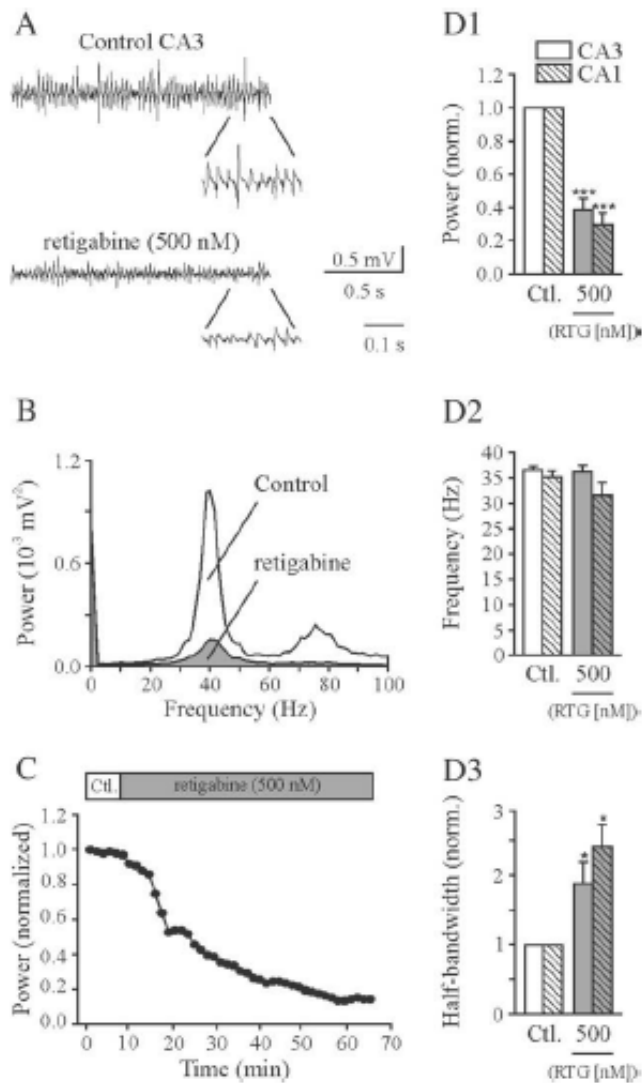 A
Control CA3
retigabine (500 nM)
0.5 mV
0.5 s
0.1 s
B
1.2
0.6
0.0
Power (10⁻³ mV²)
Control
retigabine
0 20 40 60 80 100
Frequency (Hz)
C
Ctl. retigabine (500 nM)
1.2
1.0
0.8
0.6
0.4
0.2
0
Power (normalized)
0 10 20 30 40 50 60 70
Time (min)
D1
CA3
CA1
1.2
1.0
0.8
0.6
0.4
0.2
0.0
Power (norm.)
*** ***
Ctl. 500
(RTG [nM])
D2
40
35
30
25
20
15
10
5
0
Frequency (Hz)
Ctl. 500
(RTG [nM])
D3
3
2
1
0
Half-bandwidth (norm.)
* *
Ctl. 500
(RTG [nM])